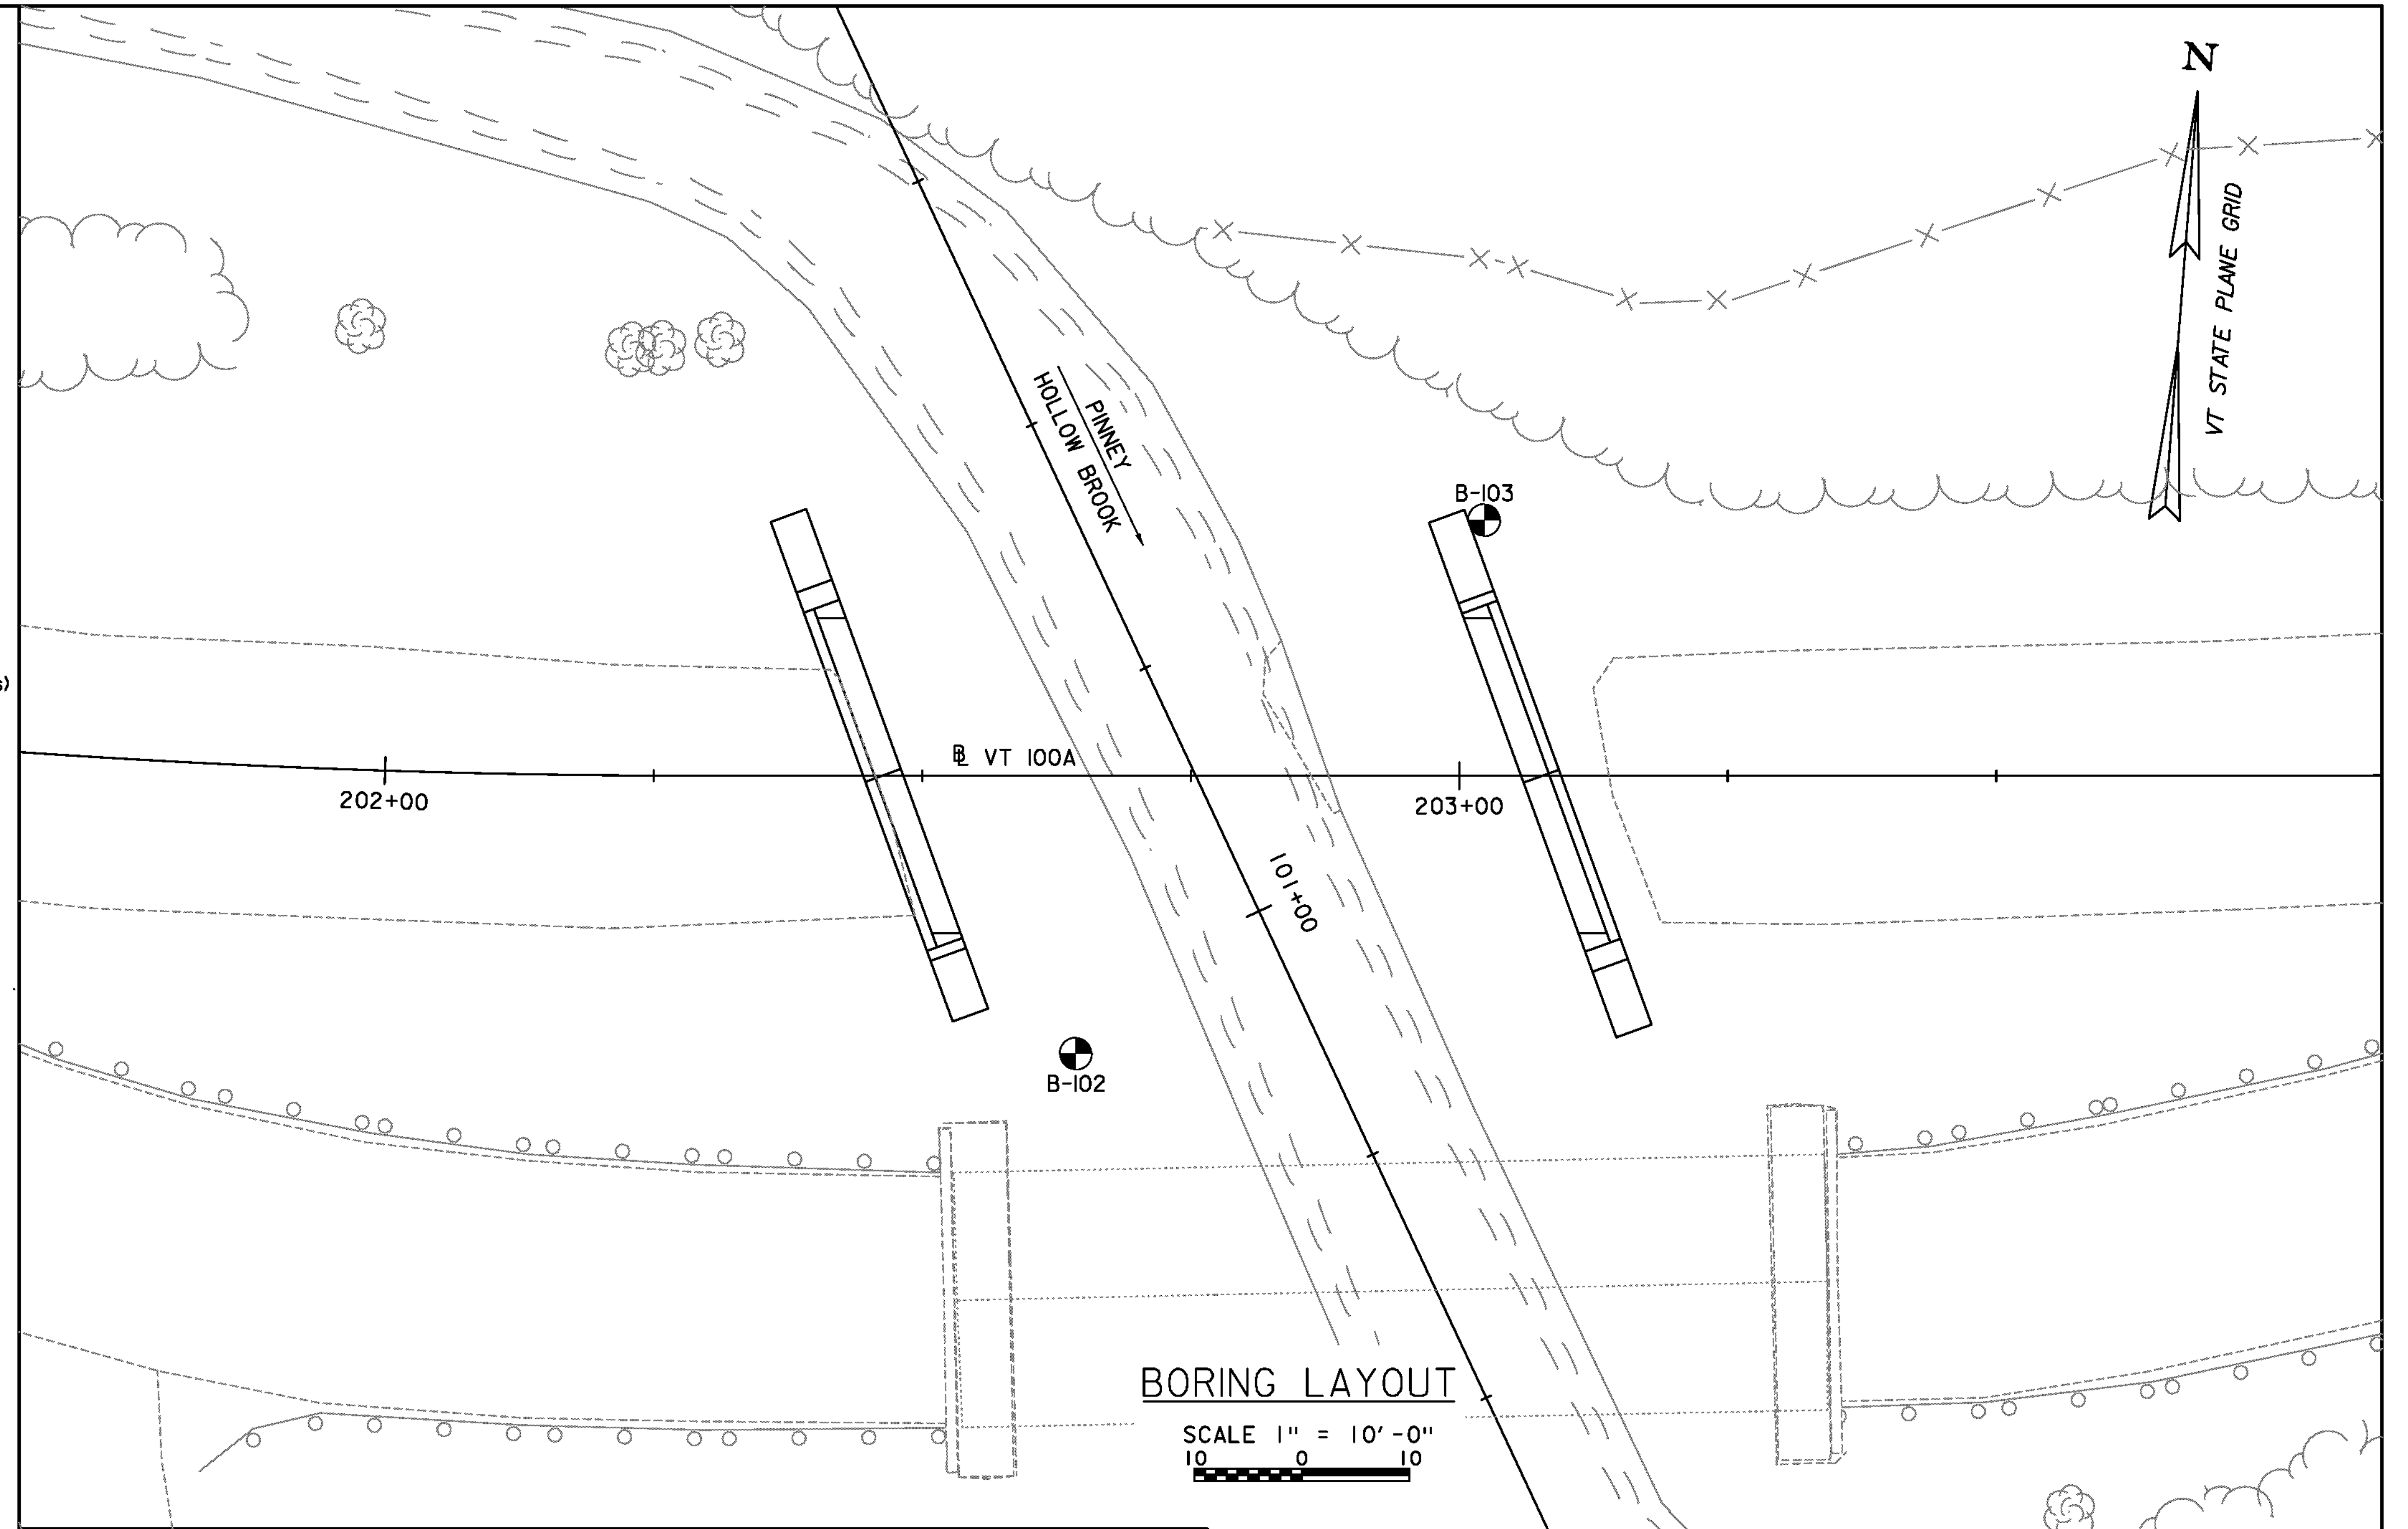 N
VT STATE PLANE GRID
PINNEY
HOLLOW BROOK
B-103
s)
BL VT 100A
202+00
203+00
101+00
B-102
BORING LAYOUT
SCALE 1" = 10'-0"
10 0 10